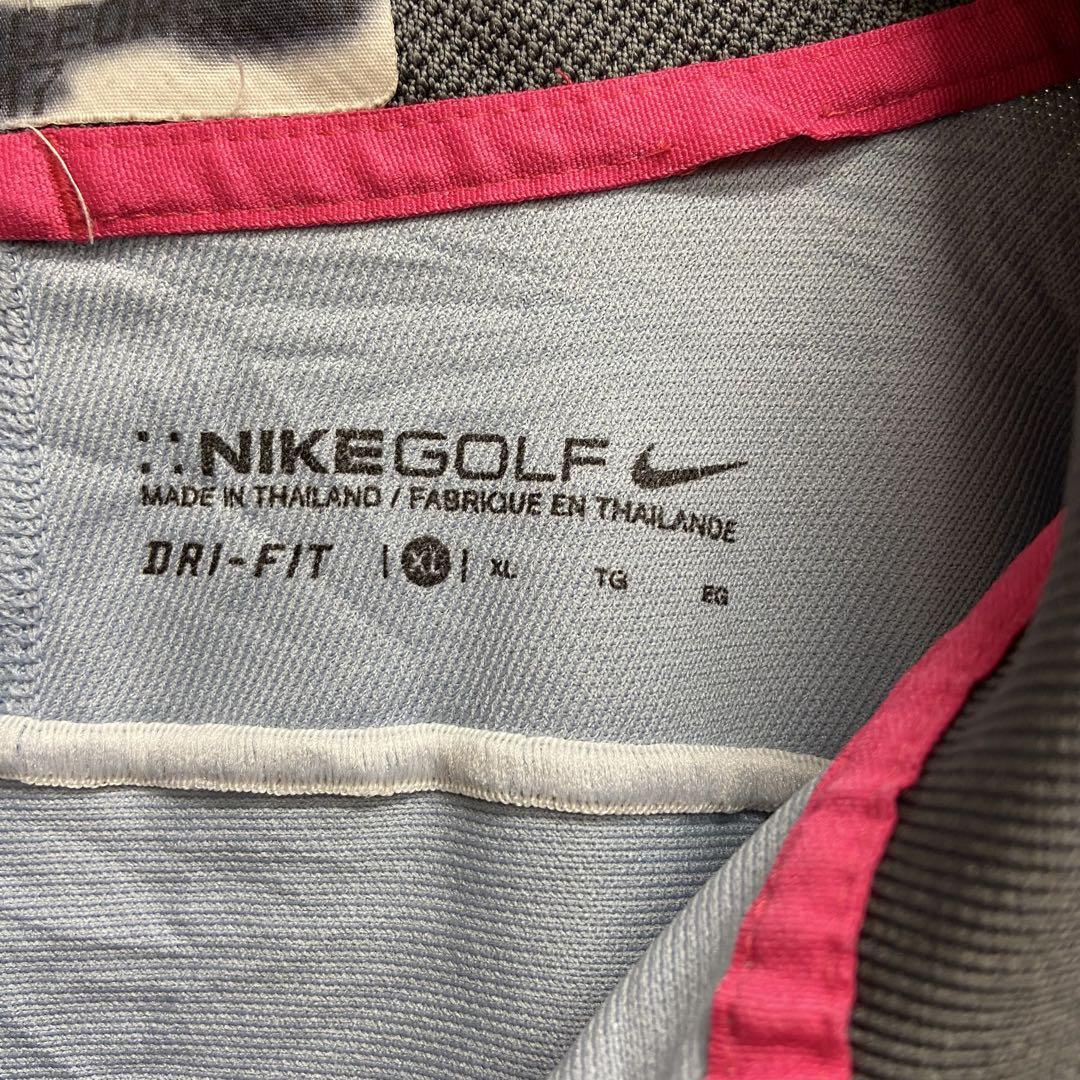 NIKEGOLF
MADE IN THAILAND / FABRIQUE EN THAILANDE
DRI-FIT | XL | XL TG EG